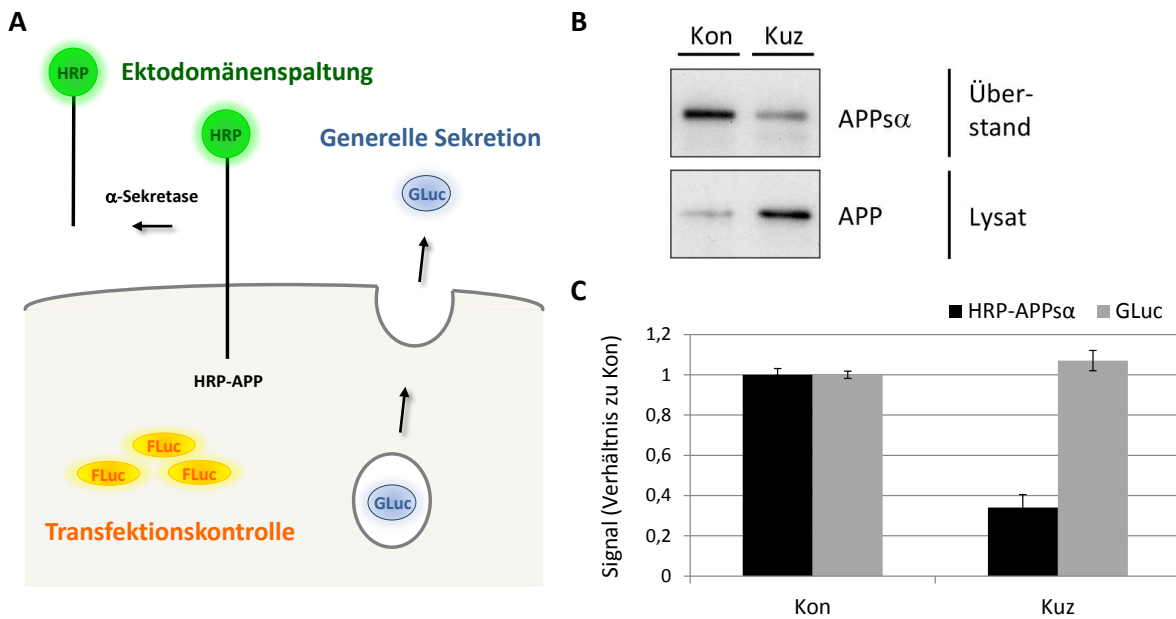 A
HRP
Ektodomänenspaltung
HRP
Generelle Sekretion
GLuc
α-Sekretase
HRP-APP
FLuc
FLuc
FLuc
GLuc
Transfektionskontrolle
B
Kon Kuz
APPsα
Über-
stand
APP
Lysat
C
HRP-APPsα GLuc
Signal (Verhältnis zu Kon)
1,2
1
0,8
0,6
0,4
0,2
0
Kon Kuz